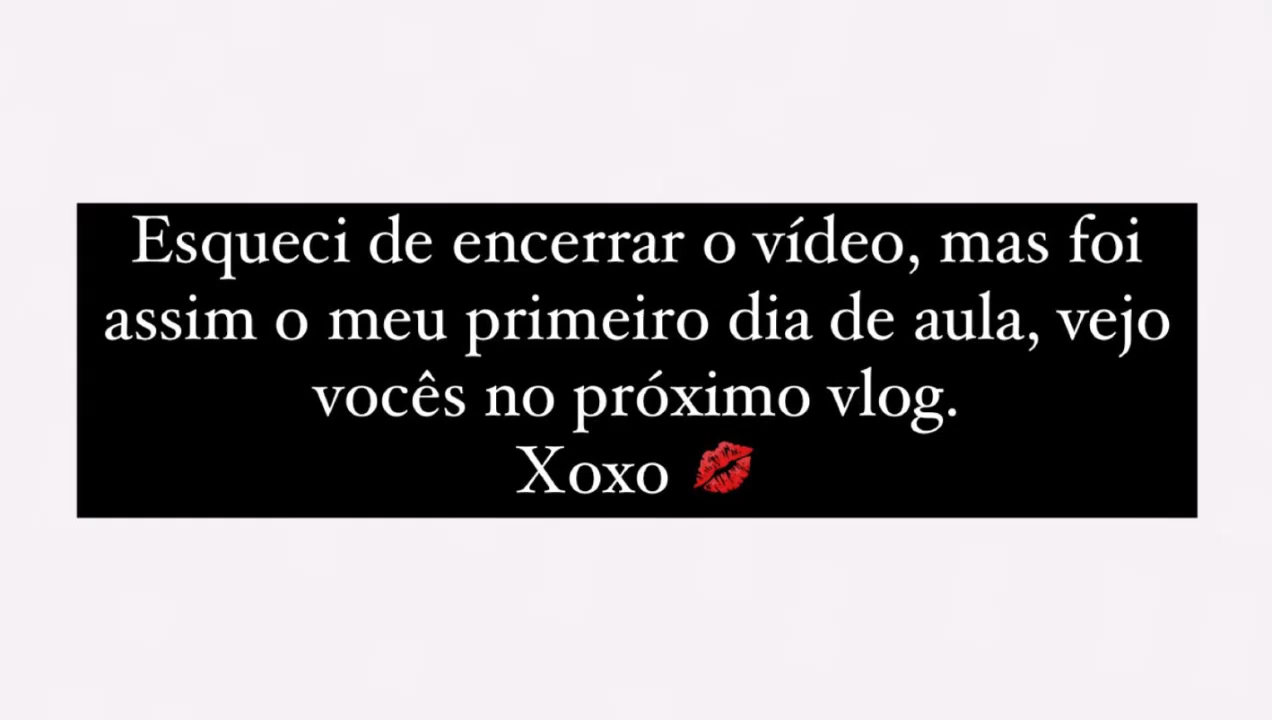 Esqueci de encerrar o vídeo, mas foi
assim o meu primeiro dia de aula, vejo
vocês no próximo vlog.
Xoxo 💋